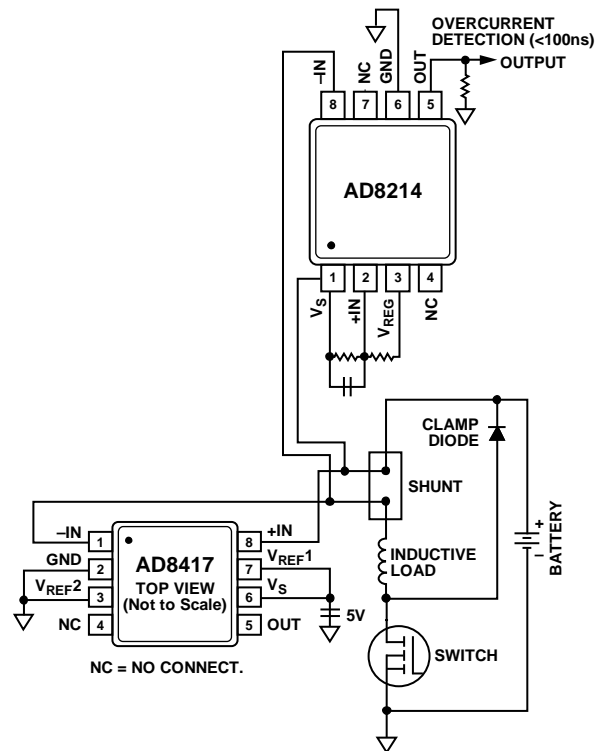 OVERCURRENT
DETECTION (<100ns)
OUTPUT
–IN
NC
GND
OUT
8
7
6
5
AD8214
1
2
3
4
VS
+IN
VREG
NC
CLAMP
DIODE
SHUNT
INDUCTIVE
LOAD
BATTERY
+
–
SWITCH
–IN
1
GND
2
VREF2
3
NC
4
AD8417
TOP VIEW
(Not to Scale)
8
+IN
7
VREF1
6
VS
5
OUT
5V
NC = NO CONNECT.